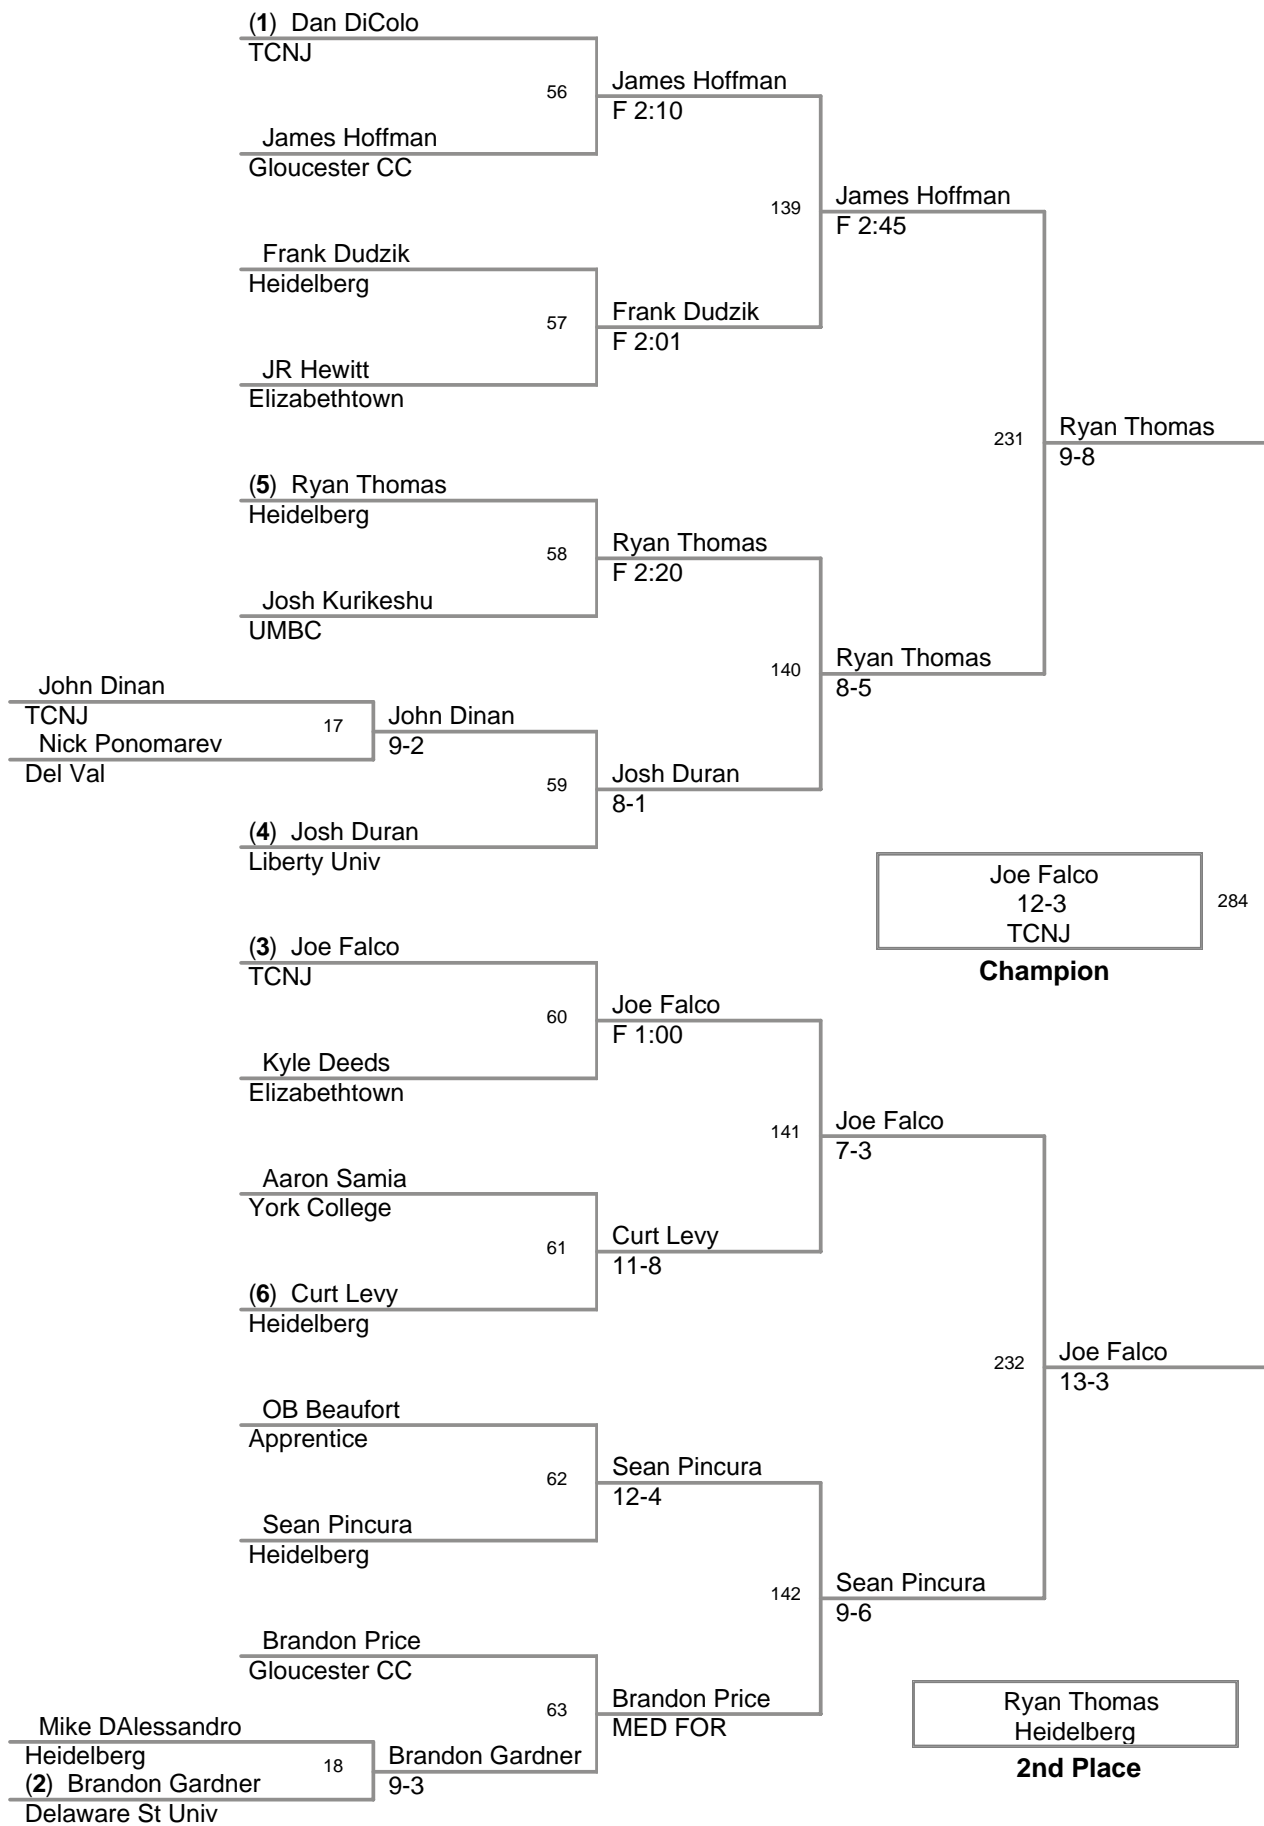 (1) Dan DiColo
TCNJ
56
James Hoffman
F 2:10
James Hoffman
Gloucester CC
139
James Hoffman
F 2:45
Frank Dudzik
Heidelberg
57
Frank Dudzik
F 2:01
JR Hewitt
Elizabethtown
231
Ryan Thomas
9-8
(5) Ryan Thomas
Heidelberg
58
Ryan Thomas
F 2:20
Josh Kurikeshu
UMBC
140
Ryan Thomas
8-5
John Dinan
TCNJ
17
John Dinan
9-2
Nick Ponomarev
Del Val
59
Josh Duran
8-1
(4) Josh Duran
Liberty Univ
Joe Falco
12-3
TCNJ
284
Champion
(3) Joe Falco
TCNJ
60
Joe Falco
F 1:00
Kyle Deeds
Elizabethtown
141
Joe Falco
7-3
Aaron Samia
York College
61
Curt Levy
11-8
(6) Curt Levy
Heidelberg
232
Joe Falco
13-3
OB Beaufort
Apprentice
62
Sean Pincura
12-4
Sean Pincura
Heidelberg
142
Sean Pincura
9-6
Brandon Price
Gloucester CC
63
Brandon Price
MED FOR
Mike DAlessandro
Heidelberg
18
Brandon Gardner
9-3
(2) Brandon Gardner
Delaware St Univ
Ryan Thomas
Heidelberg
2nd Place